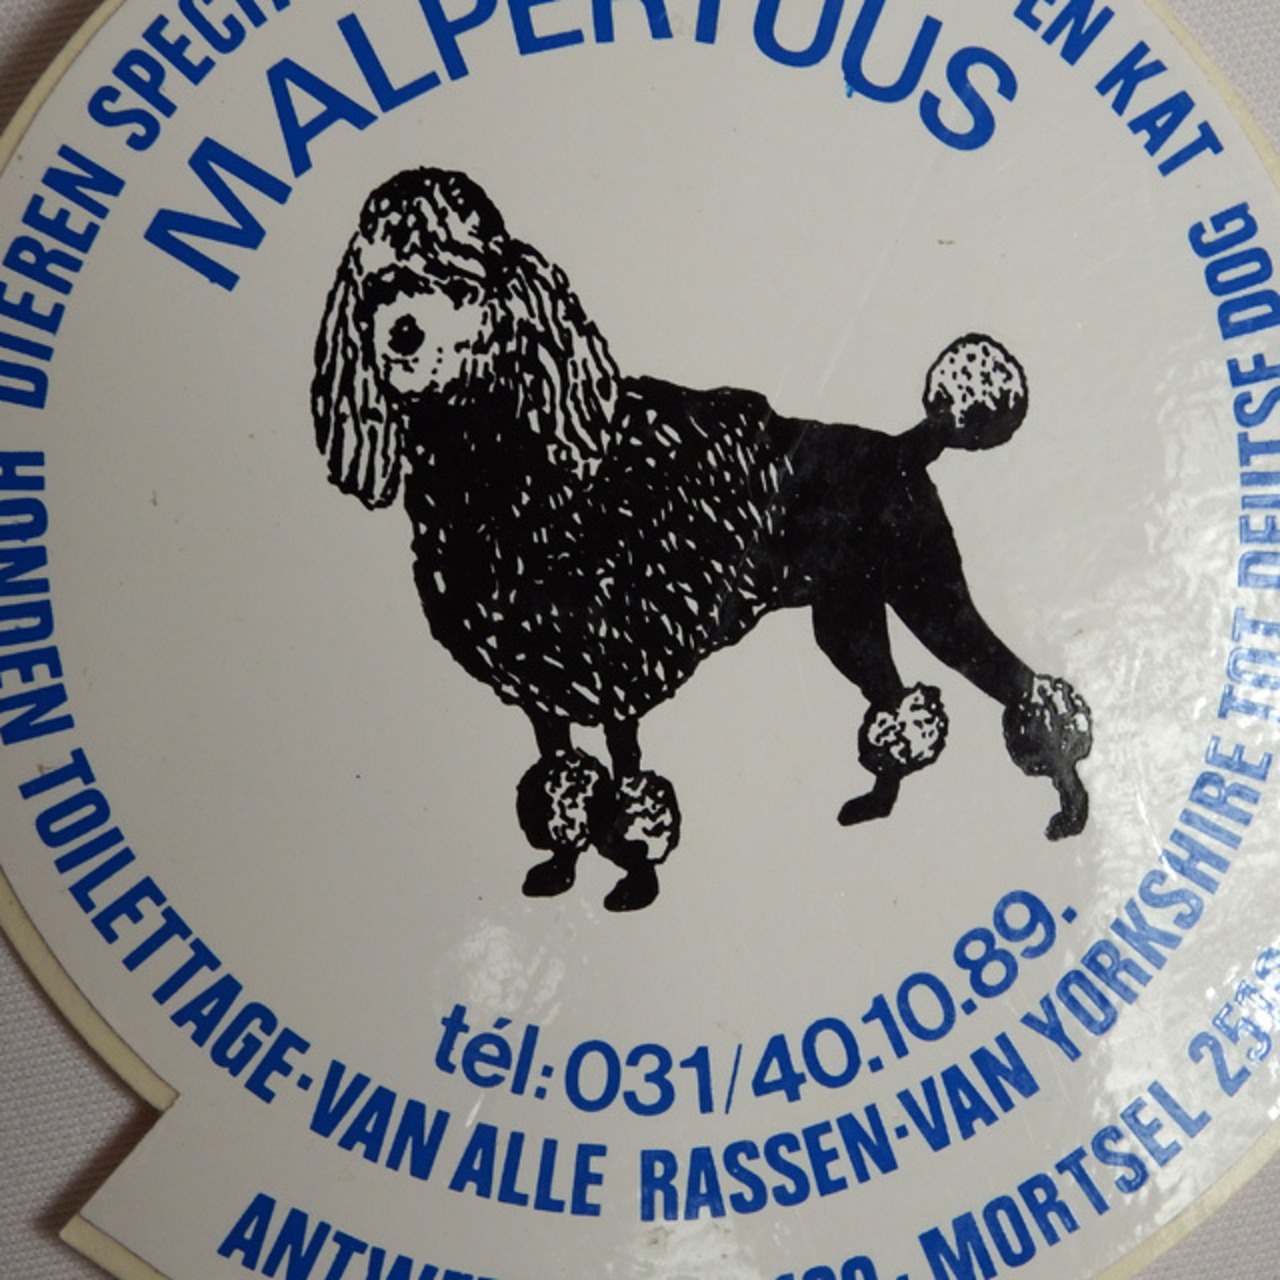 MALPERTUUS
DIEREN
EN KAT
HONDEN TOILETTAGE - VAN ALLE RASSEN - VAN YORKSHIRE TOT DEUTSE DOG
tél: 031/40.10.89.
MORTSEL